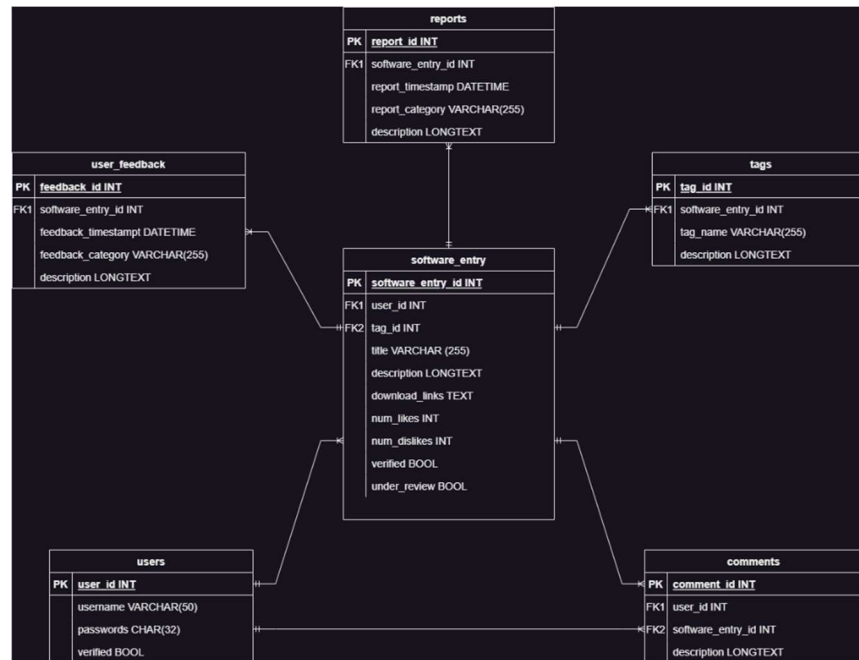 reports
PK report_id INT
FK1 software_entry_id INT
report_timestamp DATETIME
report_category VARCHAR(255)
description LONGTEXT
user_feedback
PK feedback_id INT
FK1 software_entry_id INT
feedback_timestampt DATETIME
feedback_category VARCHAR(255)
description LONGTEXT
tags
PK tag_id INT
FK1 software_entry_id INT
tag_name VARCHAR(255)
description LONGTEXT
software_entry
PK software_entry_id INT
FK1 user_id INT
FK2 tag_id INT
title VARCHAR (255)
description LONGTEXT
download_links TEXT
num_likes INT
num_dislikes INT
verified BOOL
under_review BOOL
users
PK user_id INT
username VARCHAR(50)
passwords CHAR(32)
verified BOOL
comments
PK comment_id INT
FK1 user_id INT
FK2 software_entry_id INT
description LONGTEXT